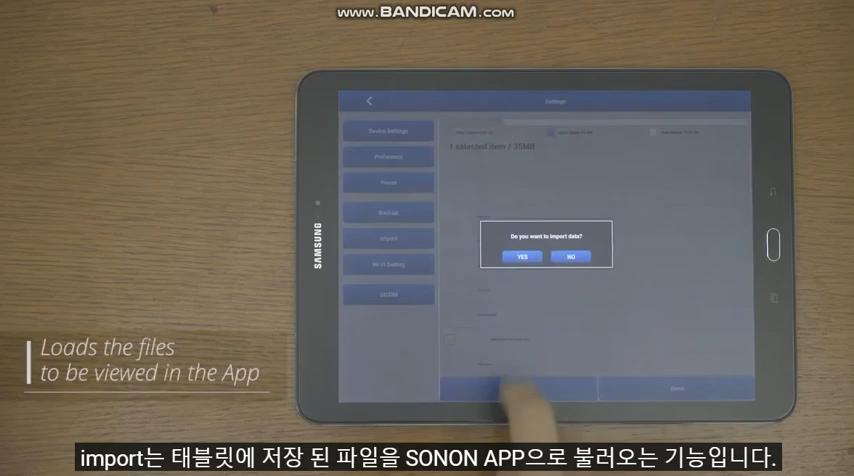 www.BANDICAM.com
Settings
Device Settings
Preference
Preset
1 selected item / 35MB
Backup
Import
Do you want to import data?
Wi-Fi Setting
YES NO
DICOM
SAMSUNG
Loads the files
to be viewed in the App
import는 태블릿에 저장 된 파일을 SONON APP으로 불러오는 기능입니다.